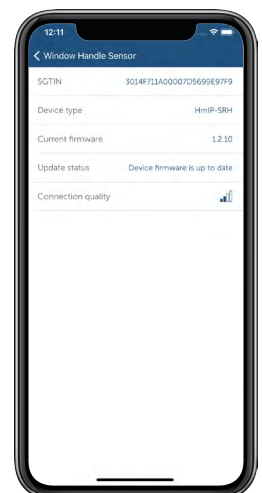 12:11
Window Handle Sensor
SGTIN 3014F711A00007D5699E97F9
Device type HmIP-SRH
Current firmware 1.2.10
Update status Device firmware is up to date
Connection quality